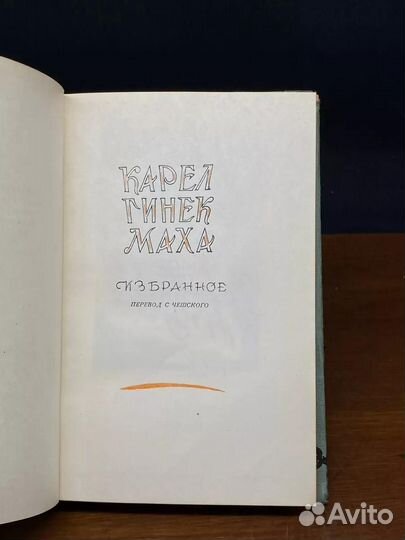 КАРЕЛ
ГИНЕК
МАХА
ИЗБРАННОЕ
ПЕРЕВОД С ЧЕШСКОГО
Avito